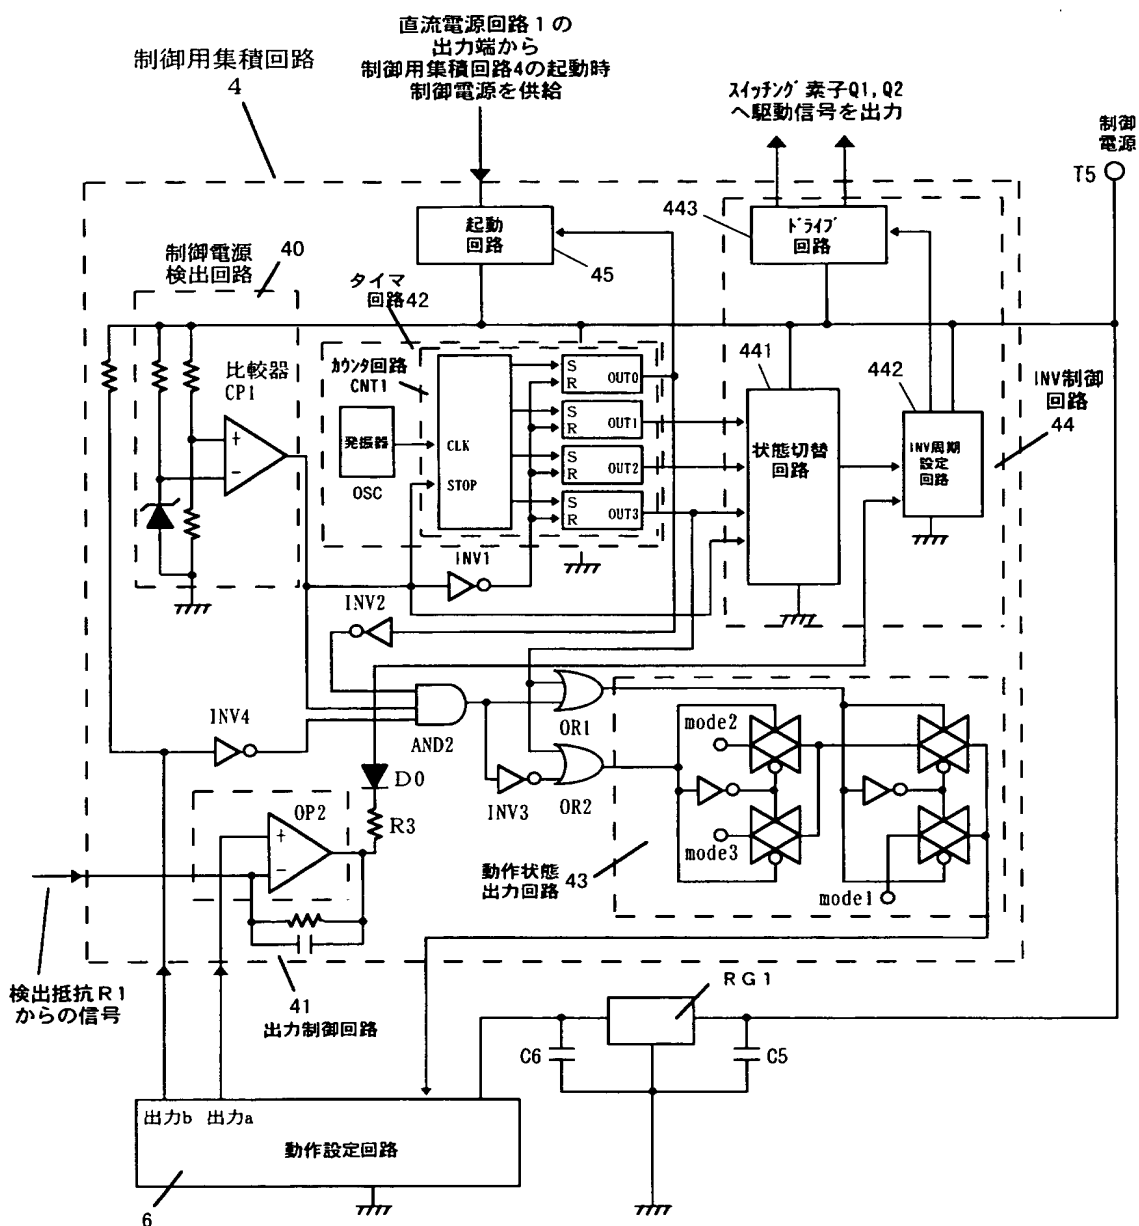 直流電源回路１の
出力端から
制御用集積回路4の起動時
制御電源を供給
制御用集積回路
4
ｽｲｯﾁﾝｸﾞ 素子Q1, Q2
へ駆動信号を出力
制御
電源
T5
443
ﾄﾞﾗｲﾌﾞ
回路
起動
回路
45
制御電源
検出回路
40
タイマ
回路42
比較器
CP1
ｶｳﾝﾀ回路
CNT1
発振器
OSC
CLK
STOP
S
R
OUT0
S
R
OUT1
S
R
OUT2
S
R
OUT3
441
状態切替
回路
442
INV周期
設定
回路
INV制御
回路
44
INV1
INV2
INV4
AND2
OR1
INV3
OR2
D0
R3
OP2
+
-
+
-
mode2
mode3
mode1
動作状態
出力回路
43
検出抵抗Ｒ1
からの信号
41
出力制御回路
ＲＧ１
C6
C5
出力b
出力a
動作設定回路
6